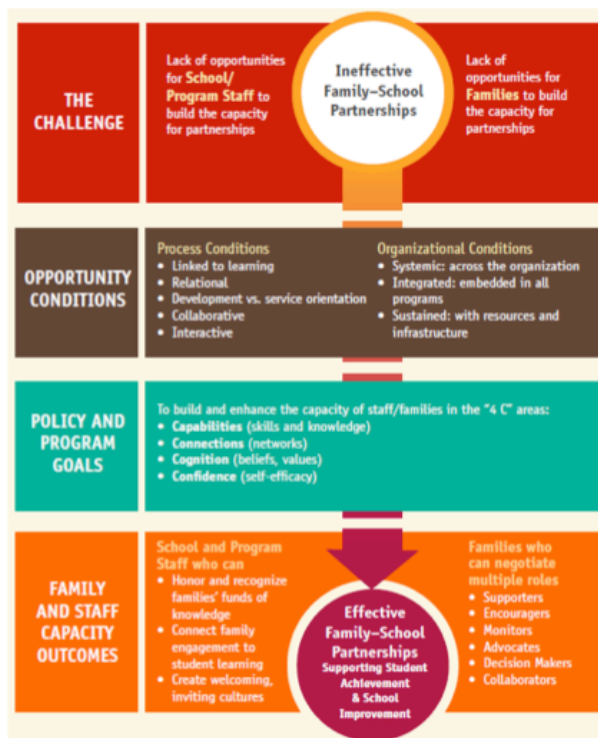 THE
CHALLENGE
Lack of opportunities
for School/
Program Staff to
build the capacity
for partnerships
Ineffective
Family–School
Partnerships
Lack of
opportunities for
Families to build
the capacity for
partnerships
OPPORTUNITY
CONDITIONS
Process Conditions
• Linked to learning
• Relational
• Development vs. service orientation
• Collaborative
• Interactive
Organizational Conditions
• Systemic: across the organization
• Integrated: embedded in all
programs
• Sustained: with resources and
infrastructure
POLICY AND
PROGRAM
GOALS
To build and enhance the capacity of staff/families in the "4 C" areas:
• Capabilities (skills and knowledge)
• Connections (networks)
• Cognition (beliefs, values)
• Confidence (self-efficacy)
FAMILY
AND STAFF
CAPACITY
OUTCOMES
School and Program
Staff who can
• Honor and recognize
families' funds of
knowledge
• Connect family
engagement to
student learning
• Create welcoming,
inviting cultures
Effective
Family–School
Partnerships
Supporting Student
Achievement
& School
Improvement
Families who
can negotiate
multiple roles
• Supporters
• Encouragers
• Monitors
• Advocates
• Decision Makers
• Collaborators